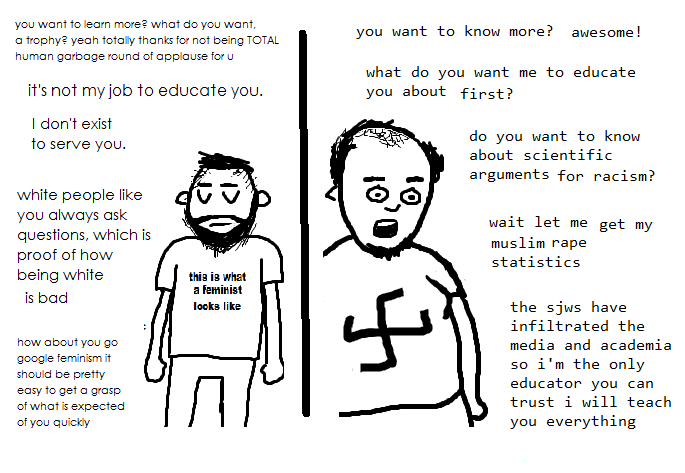 you want to learn more? what do you want,
a trophy? yeah totally thanks for not being TOTAL
human garbage round of applause for u
it's not my job to educate you.
I don't exist
to serve you.
white people like
you always ask
questions, which is
proof of how
being white
is bad
how about you go
google feminism it
should be pretty
easy to get a grasp
of what is expected
of you quickly
this is what
a feminist
looks like
you want to know more? awesome!
what do you want me to educate
you about first?
do you want to know
about scientific
arguments for racism?
wait let me get my
muslim rape
statistics
the sjws have
infiltrated the
media and academia
so i'm the only
educator you can
trust i will teach
you everything